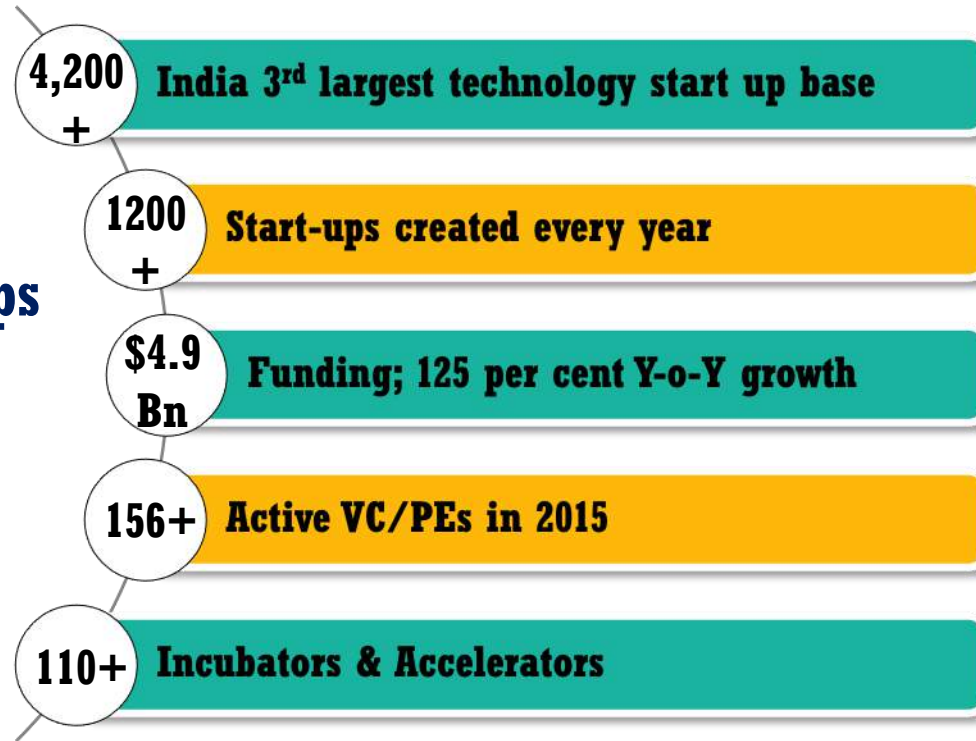 4,200
+
India 3rd largest technology start up base
1200
+
Start-ups created every year
ps
$4.9
Bn
Funding; 125 per cent Y-o-Y growth
156+
Active VC/PEs in 2015
110+
Incubators & Accelerators